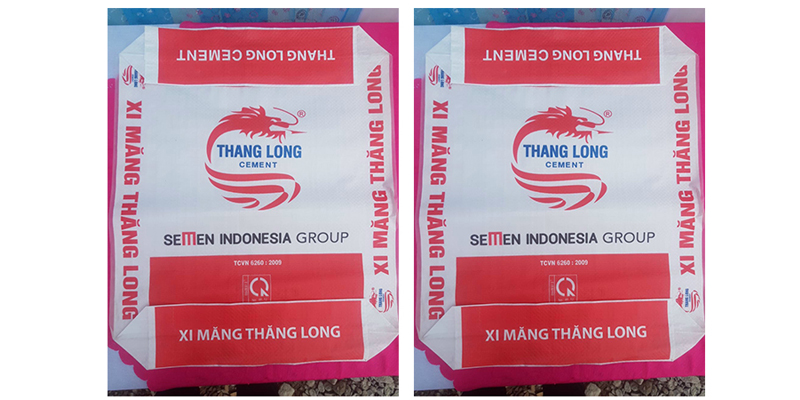 THANG LONG CEMENT
XI MĂNG THĂNG LONG
XI MĂNG THĂNG LONG
®
THANG LONG
CEMENT
SEMEN INDONESIA GROUP
TCVN 6260 : 2009
XI MĂNG THĂNG LONG
THANG LONG CEMENT
XI MĂNG THĂNG LONG
XI MĂNG THĂNG LONG
®
THANG LONG
CEMENT
SEMEN INDONESIA GROUP
TCVN 6260 : 2009
XI MĂNG THĂNG LONG